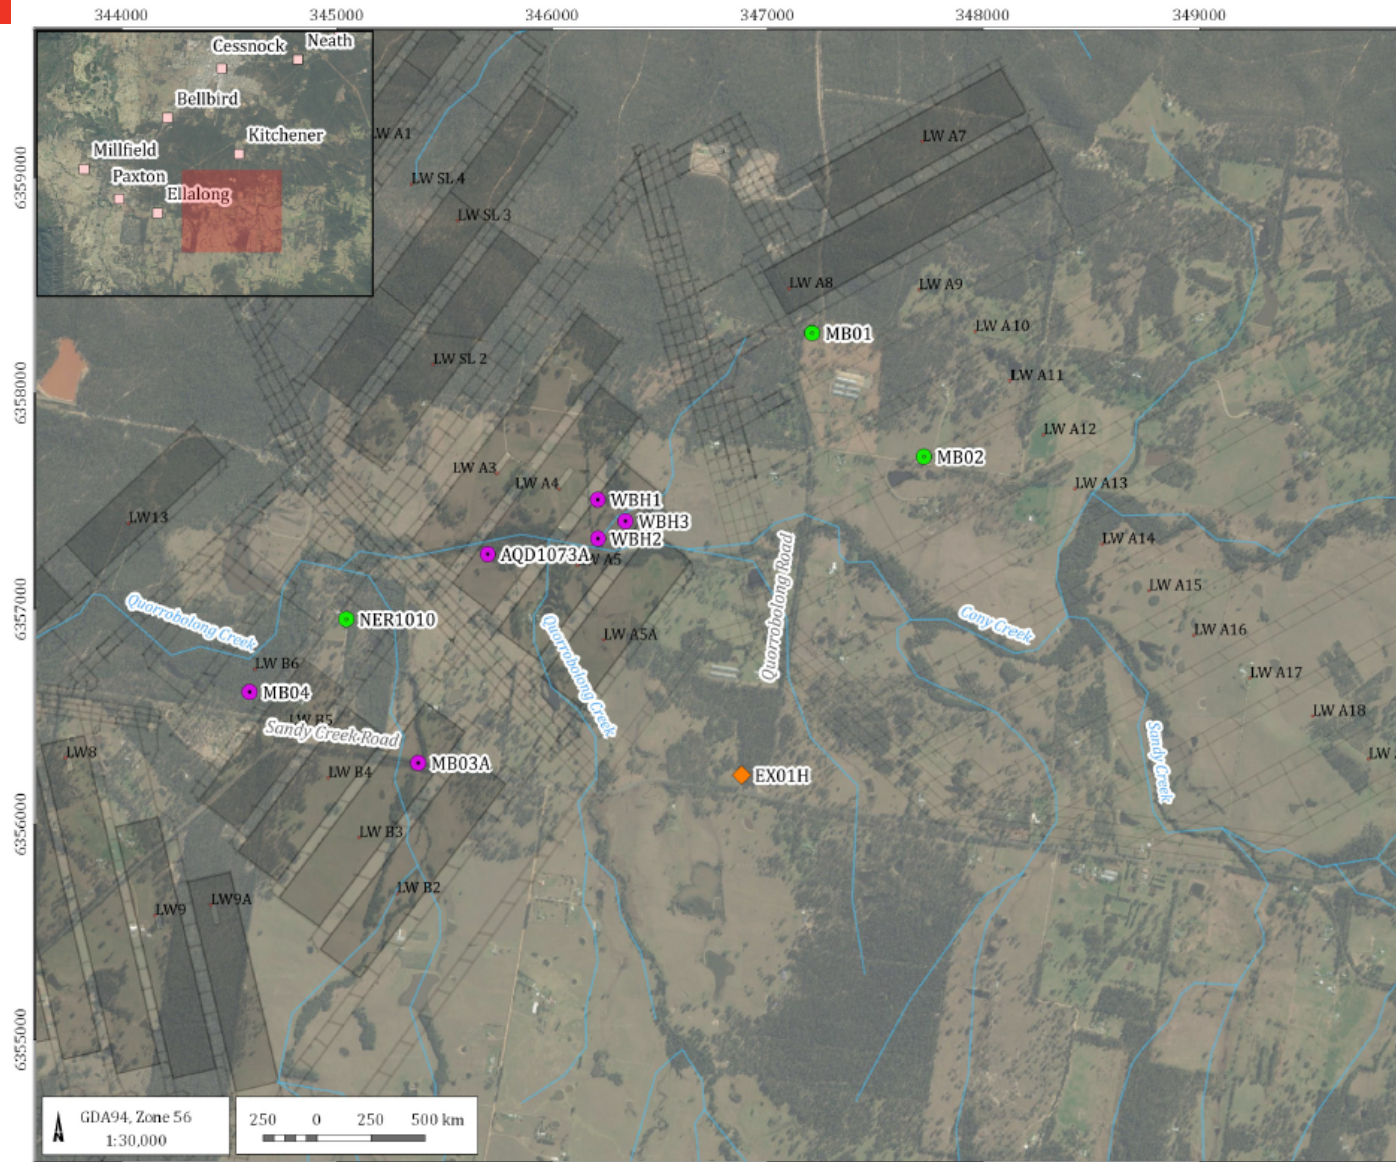 344000
345000
346000
347000
348000
349000
6359000
6358000
6357000
6356000
6355000
Cessnock
Neath
Bellbird
Kitchener
Millfield
Paxton
Ellalong
W A1
LW SL 4
LW SL 3
LW SL 2
LW A7
LW A8
LW A9
LW A10
MB01
LW A11
LW A12
MB02
LW A3
LW A4
LW A13
WBH1
LW13
WBH3
WBH2
LW A14
AQD1073A
W A5
LW A15
Quorrobolong Creek
NER1010
Quorrobolong Road
Cony Creek
LW A16
LW A5A
Quorrobolong Creek
LW B6
LW A17
MB04
LW B5
LW A18
Sandy Creek Road
LW8
MB03A
LW B4
EX01H
Sandy Creek
LW
LW B3
LW B2
LW9A
LW9
GDA94, Zone 56
1:30,000
250 0 250 500 km